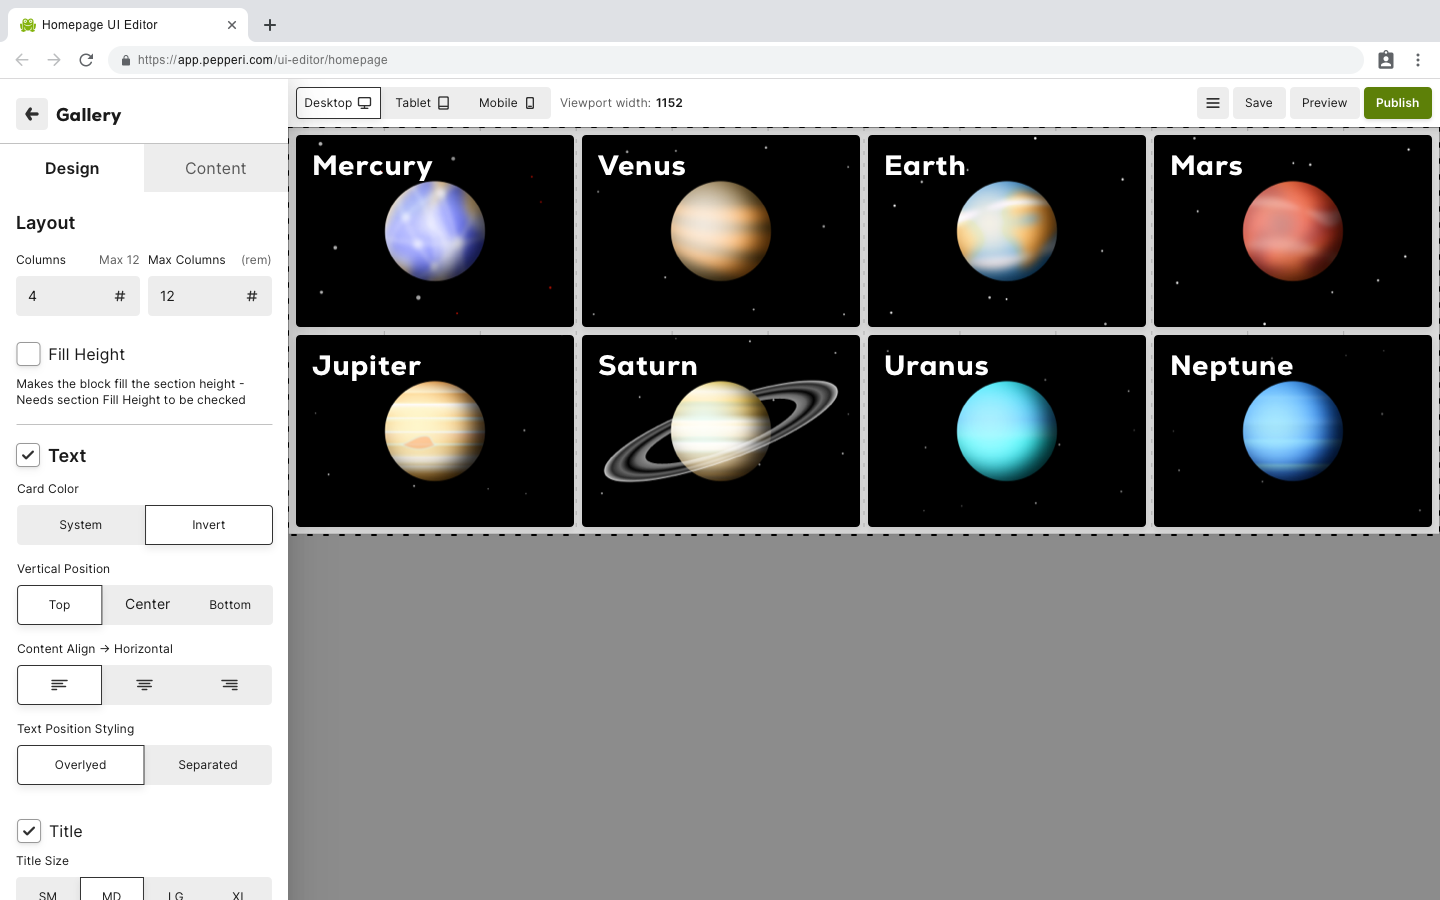 Homepage UI Editor
https://app.pepperi.com/ui-editor/homepage
Gallery
Desktop
Tablet
Mobile
Viewport width: 1152
Save
Preview
Publish
Design
Content
Layout
Columns Max 12
Max Columns (rem)
4 #
12 #
Fill Height
Makes the block fill the section height -
Needs section Fill Height to be checked
Text
Card Color
System
Invert
Vertical Position
Top
Center
Bottom
Content Align → Horizontal
Text Position Styling
Overlyed
Separated
Title
Title Size
SM
MD
LG
XL
Mercury
Venus
Earth
Mars
Jupiter
Saturn
Uranus
Neptune